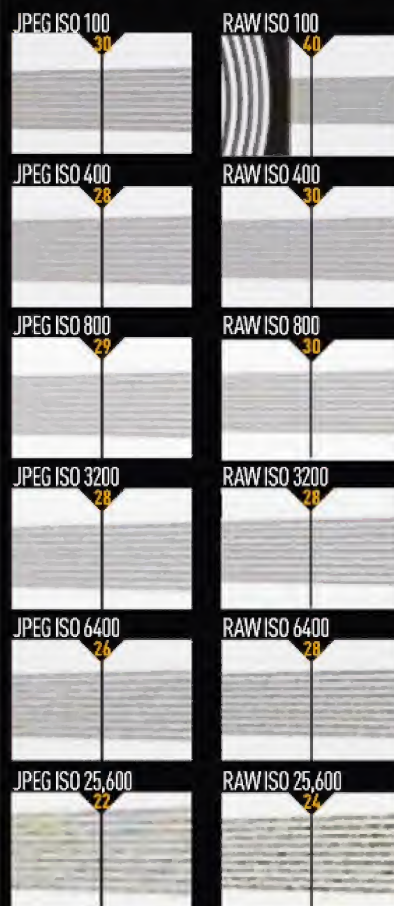 JPEG ISO 100
30
RAW ISO 100
40
JPEG ISO 400
28
RAW ISO 400
30
JPEG ISO 800
29
RAW ISO 800
30
JPEG ISO 3200
28
RAW ISO 3200
28
JPEG ISO 6400
26
RAW ISO 6400
28
JPEG ISO 25,600
22
RAW ISO 25,600
24